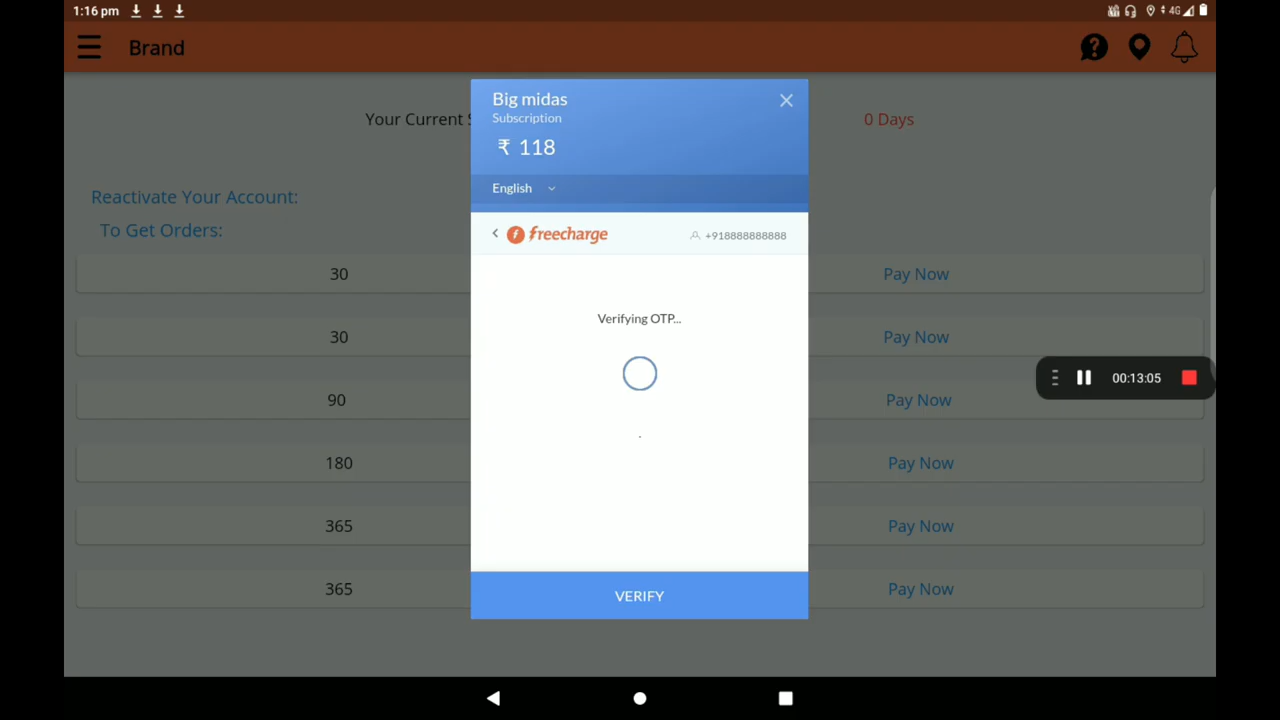 1:16 pm
4G
Brand
Big midas
Subscription
₹ 118
English
freecharge
+918888888888
Verifying OTP...
VERIFY
Your Current S
0 Days
Reactivate Your Account:
To Get Orders:
30 Pay Now
30 Pay Now
90 Pay Now
180 Pay Now
365 Pay Now
365 Pay Now
00:13:05